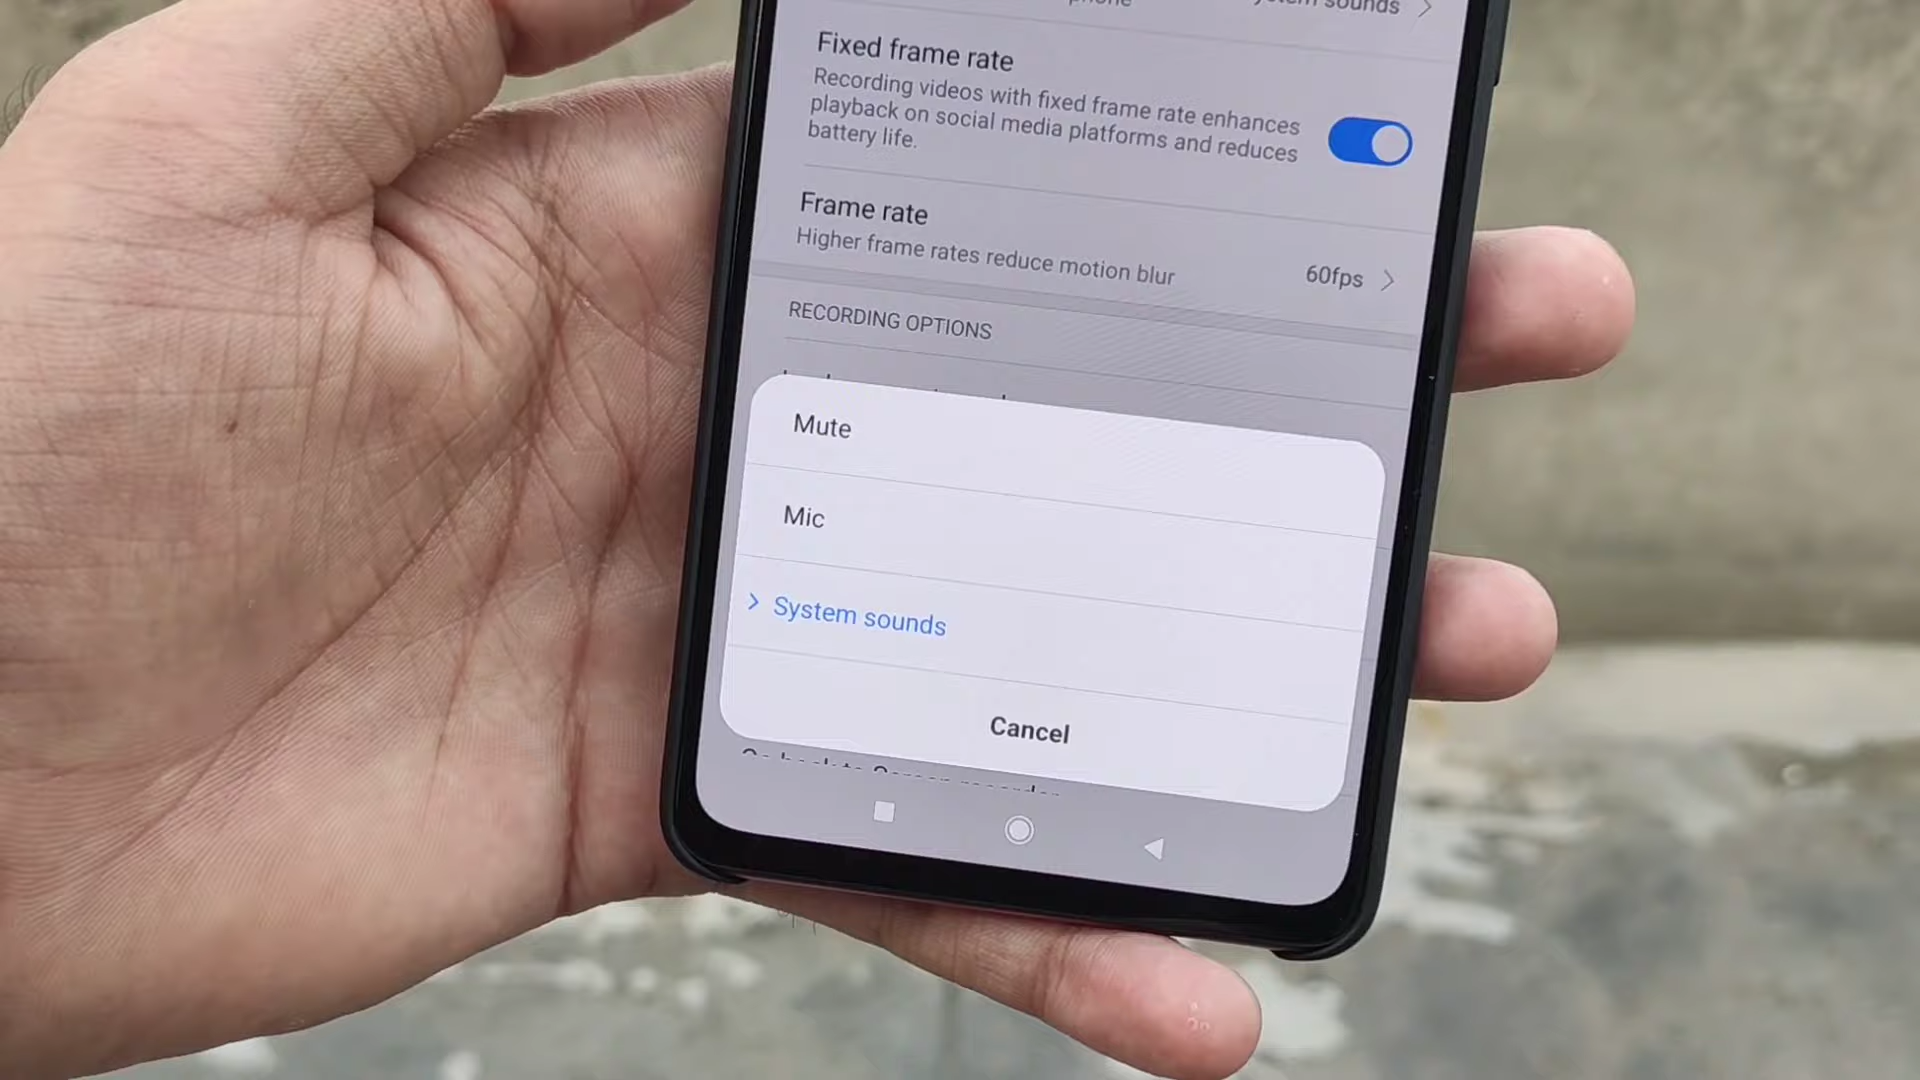 sounds
Fixed frame rate
Recording videos with fixed frame rate enhances
playback on social media platforms and reduces
battery life.
Frame rate
Higher frame rates reduce motion blur
60fps
RECORDING OPTIONS
Mute
Mic
System sounds
Cancel